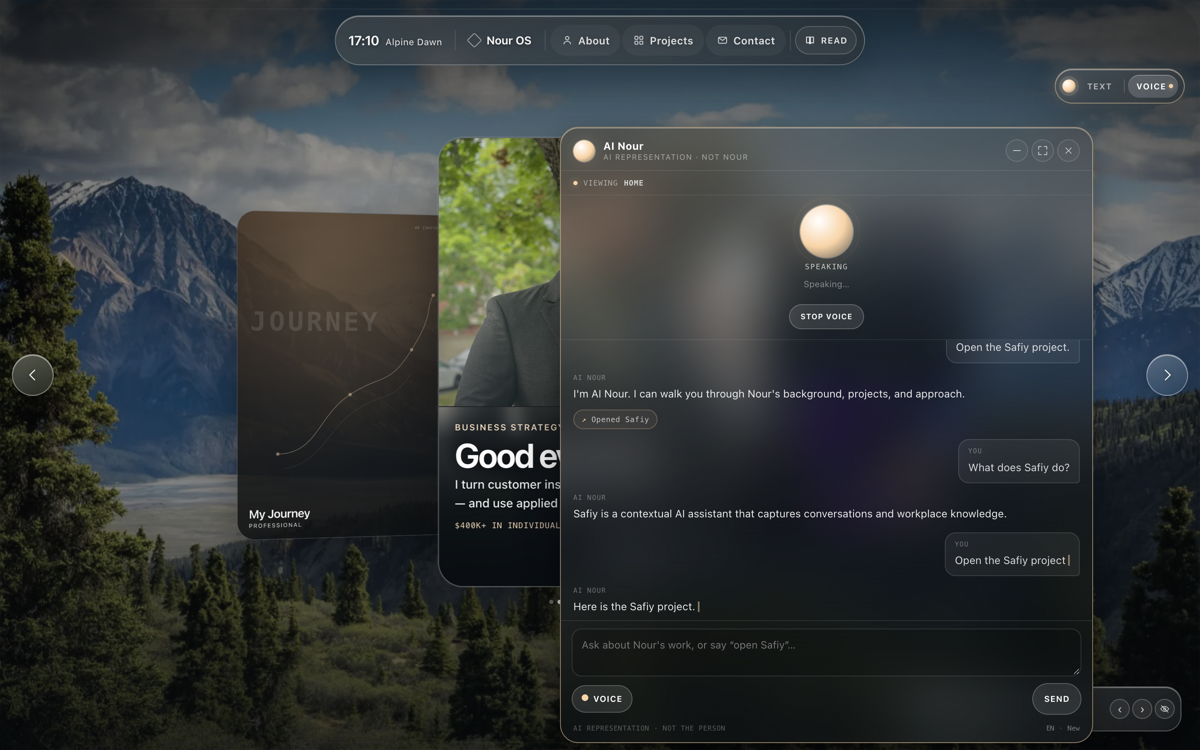 17:10 Alpine Dawn
Nour OS
About
Projects
Contact
READ
TEXT
VOICE
AI Nour
AI REPRESENTATION · NOT NOUR
VIEWING HOME
SPEAKING
Speaking...
STOP VOICE
JOURNEY
My Journey
PROFESSIONAL
BUSINESS STRATEGY
Good ev
I turn customer ins
— and use applied
$400K+ IN INDIVIDUAL
Open the Safiy project.
AI NOUR
I'm AI Nour. I can walk you through Nour's background, projects, and approach.
↗ Opened Safiy
YOU
What does Safiy do?
AI NOUR
Safiy is a contextual AI assistant that captures conversations and workplace knowledge.
YOU
Open the Safiy project
AI NOUR
Here is the Safiy project.
Ask about Nour's work, or say “open Safiy”...
VOICE
SEND
AI REPRESENTATION · NOT THE PERSON
EN · New